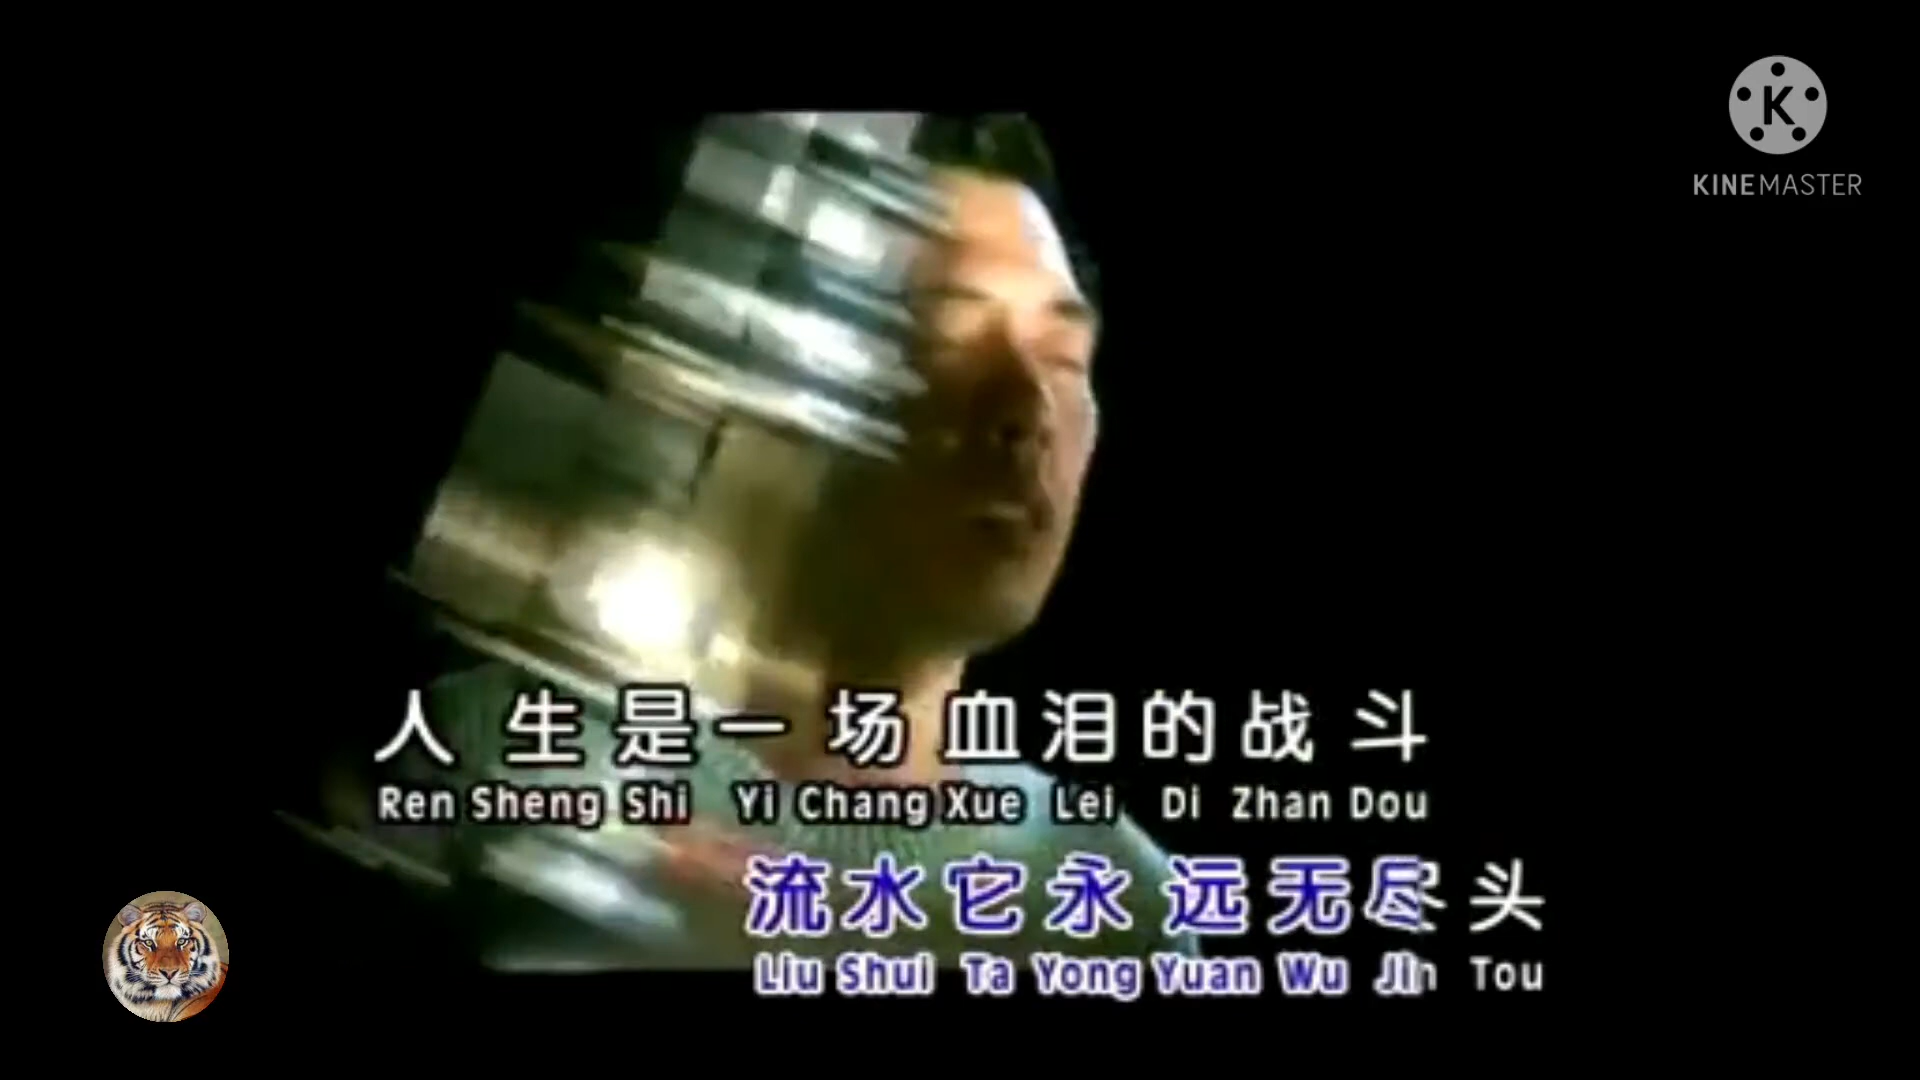 K
KINEMASTER
人生是一场血泪的战斗
Ren Sheng Shi Yi Chang Xue Lei Di Zhan Dou
流水它永远无尽头
Liu Shui Ta Yong Yuan Wu Jin Tou